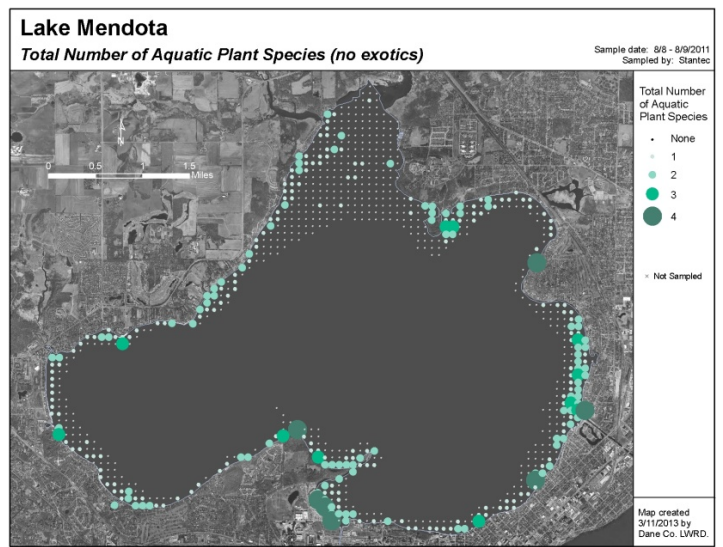 Lake Mendota
Total Number of Aquatic Plant Species (no exotics)
Sample date: 8/8 - 8/9/2011
Sampled by: Stantec
N
0 0.5 1 1.5
Miles
Total Number
of Aquatic
Plant Species
None
1
2
3
4
Not Sampled
Map created
3/11/2013 by
Dane Co. LWRD.